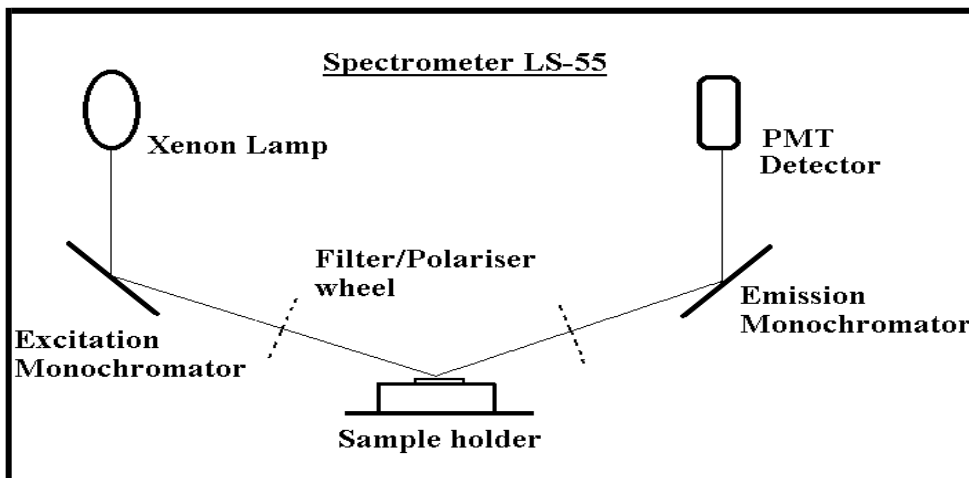 Spectrometer LS-55
Xenon Lamp
PMT
Detector
Filter/Polariser
wheel
Excitation
Monochromator
Emission
Monochromator
Sample holder